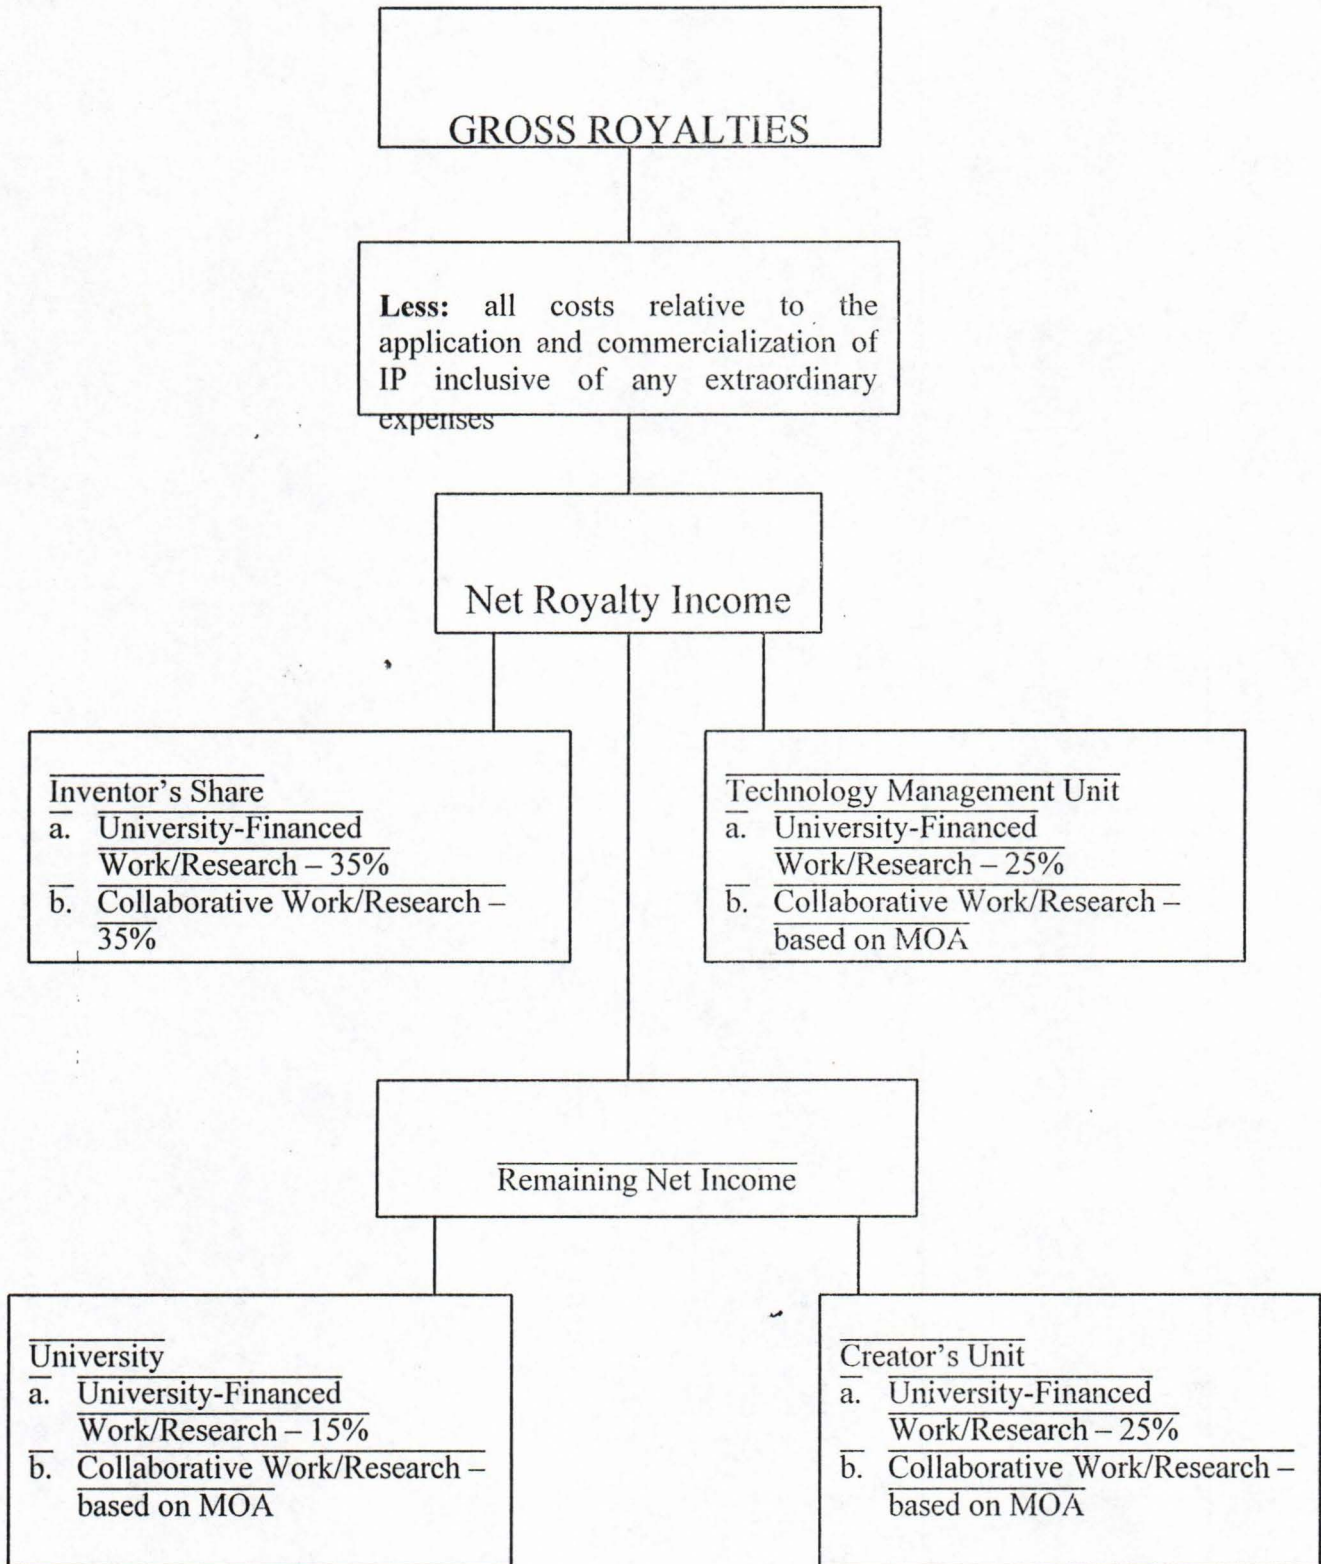 GROSS ROYALTIES
Less: all costs relative to the
application and commercialization of
IP inclusive of any extraordinary
expenses
Net Royalty Income
Inventor's Share
a. University-Financed
Work/Research – 35%
b. Collaborative Work/Research –
35%
Technology Management Unit
a. University-Financed
Work/Research – 25%
b. Collaborative Work/Research –
based on MOA
Remaining Net Income
University
a. University-Financed
Work/Research – 15%
b. Collaborative Work/Research –
based on MOA
Creator's Unit
a. University-Financed
Work/Research – 25%
b. Collaborative Work/Research –
based on MOA